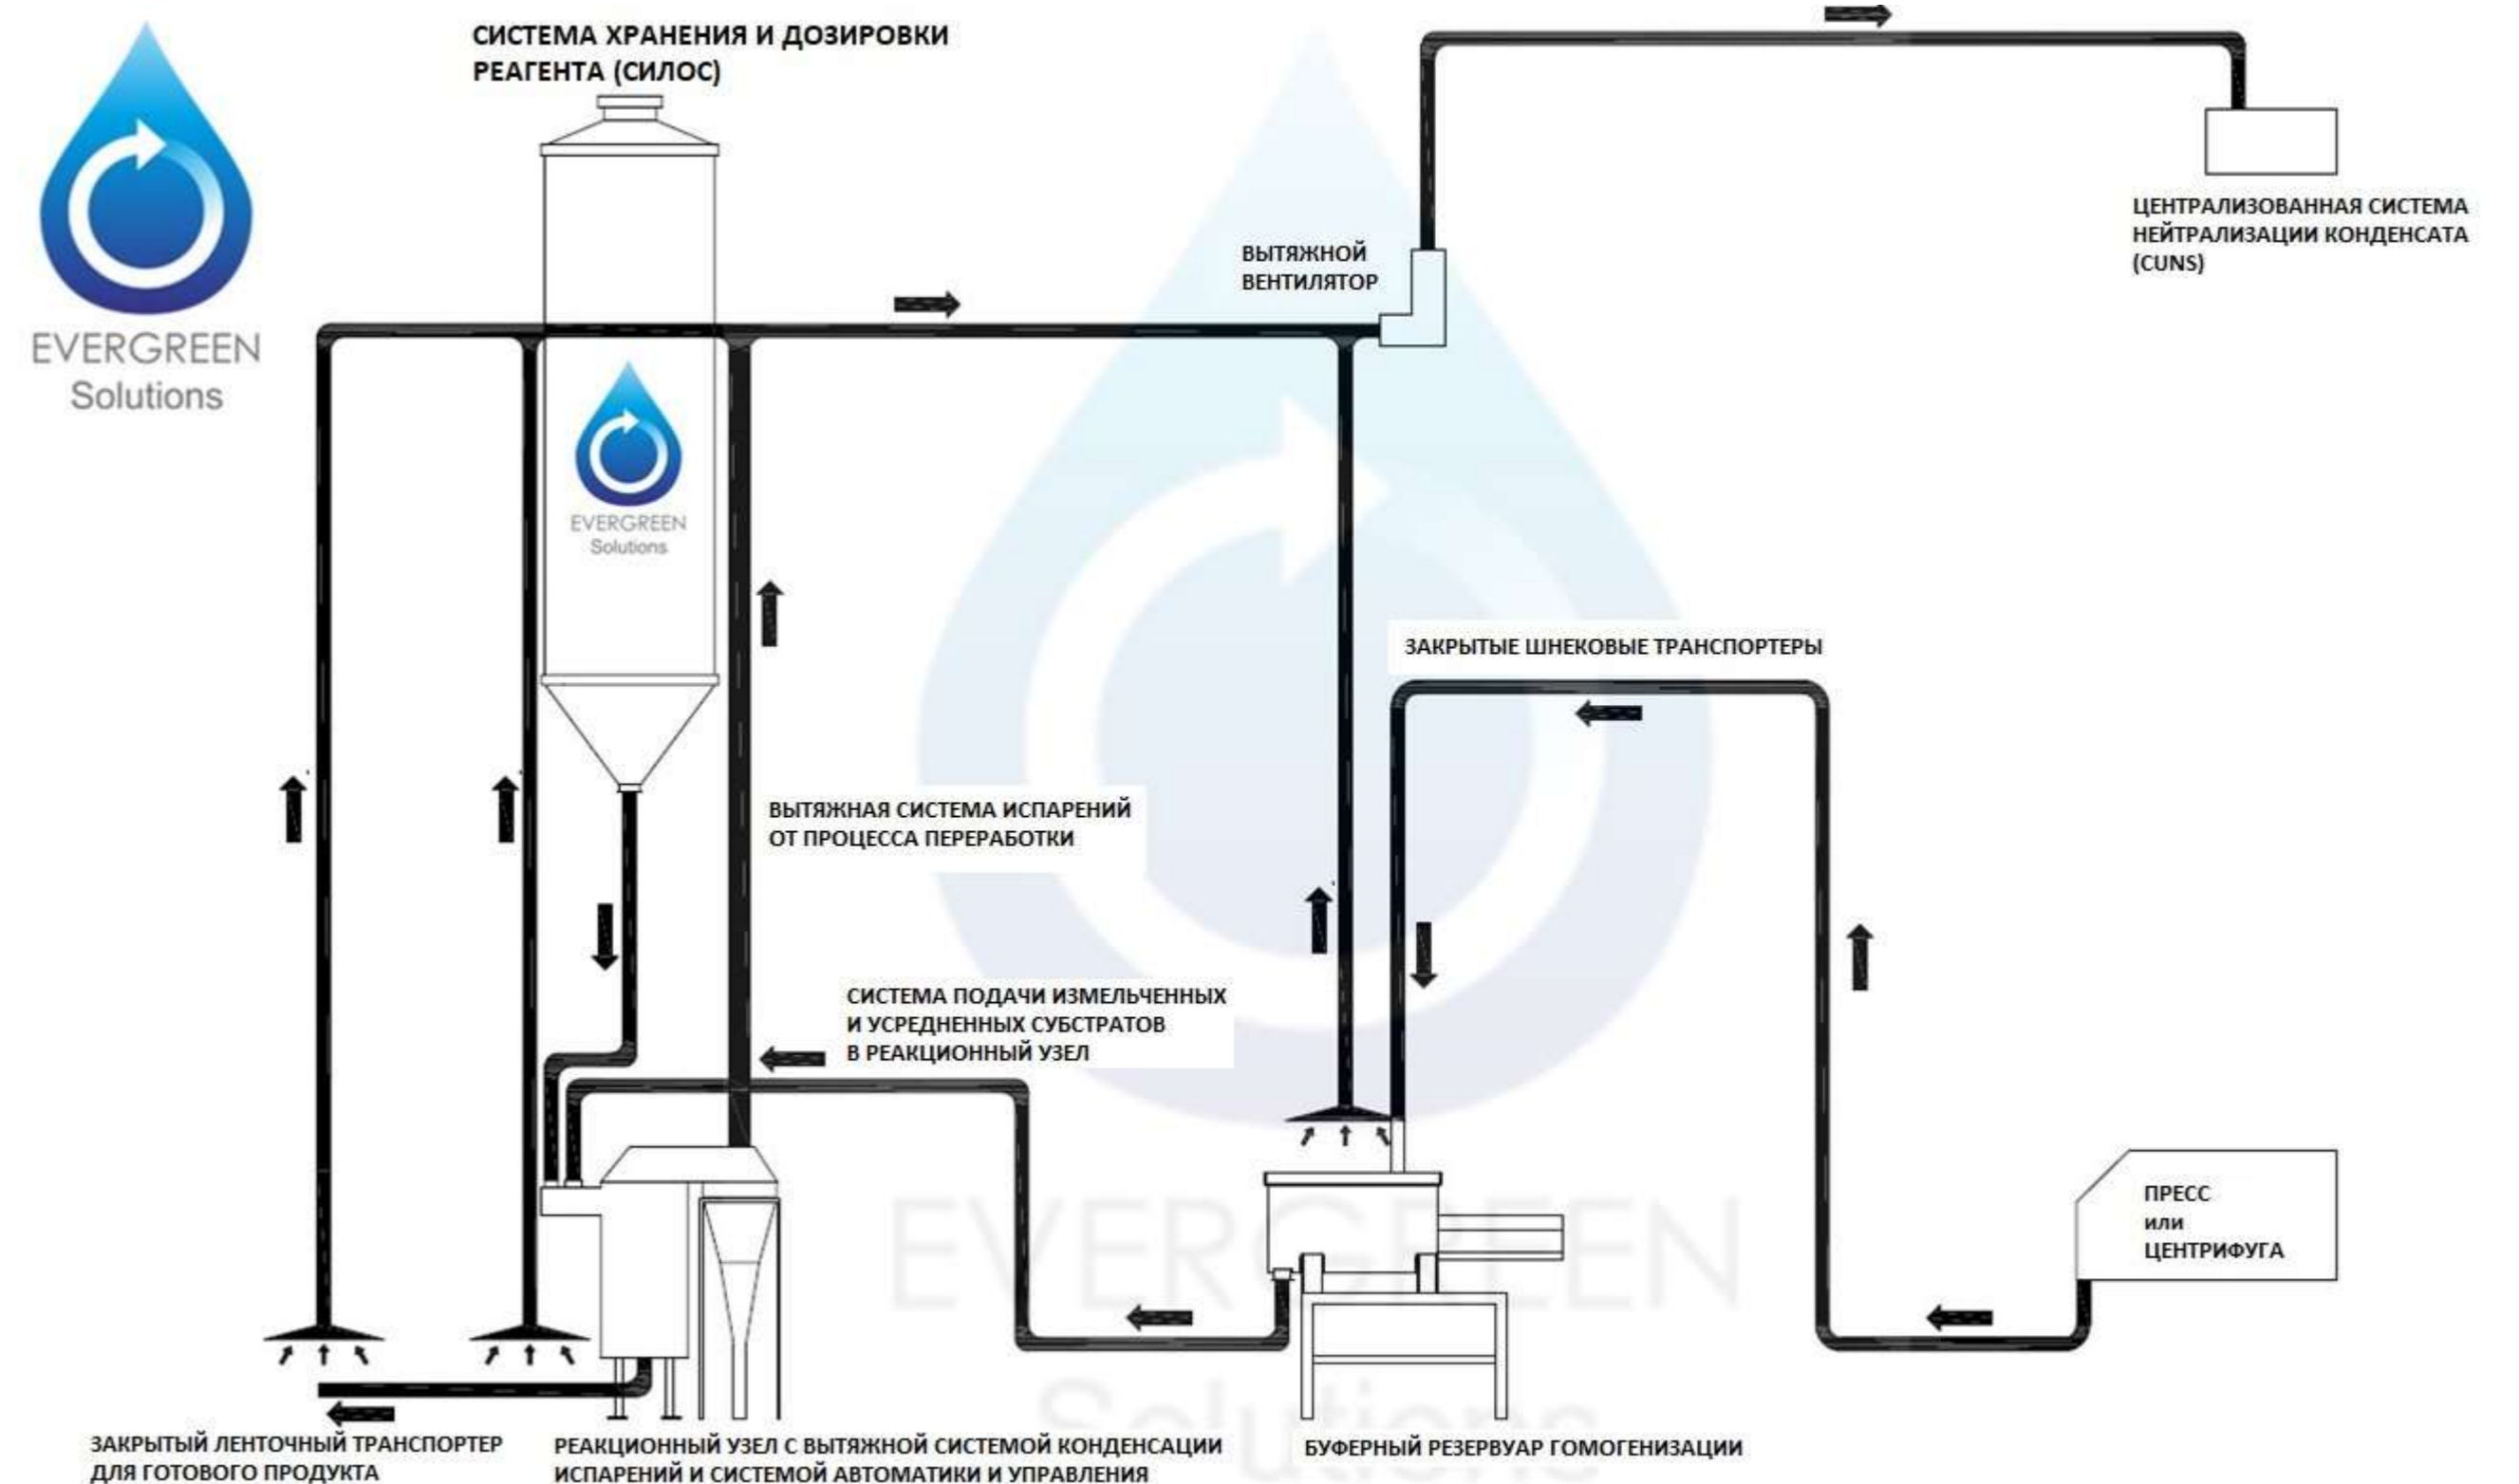 СИСТЕМА ХРАНЕНИЯ И ДОЗИРОВКИ
РЕАГЕНТА (СИЛОС)
EVERGREEN
Solutions
ЦЕНТРАЛИЗОВАННАЯ СИСТЕМА
НЕЙТРАЛИЗАЦИИ КОНДЕНСАТА
(CUNS)
ВЫТЯЖНОЙ
ВЕНТИЛЯТОР
EVERGREEN
Solutions
ЗАКРЫТЫЕ ШНЕКОВЫЕ ТРАНСПОРТЕРЫ
ВЫТЯЖНАЯ СИСТЕМА ИСПАРЕНИЙ
ОТ ПРОЦЕССА ПЕРЕРАБОТКИ
СИСТЕМА ПОДАЧИ ИЗМЕЛЬЧЕННЫХ
И УСРЕДНЕННЫХ СУБСТРАТОВ
В РЕАКЦИОННЫЙ УЗЕЛ
ПРЕСС
или
ЦЕНТРИФУГА
EVERGREEN
Solutions
ЗАКРЫТЫЙ ЛЕНТОЧНЫЙ ТРАНСПОРТЕР
ДЛЯ ГОТОВОГО ПРОДУКТА
РЕАКЦИОННЫЙ УЗЕЛ С ВЫТЯЖНОЙ СИСТЕМОЙ КОНДЕНСАЦИИ
ИСПАРЕНИЙ И СИСТЕМОЙ АВТОМАТИКИ И УПРАВЛЕНИЯ
БУФЕРНЫЙ РЕЗЕРВУАР ГОМОГЕНИЗАЦИИ